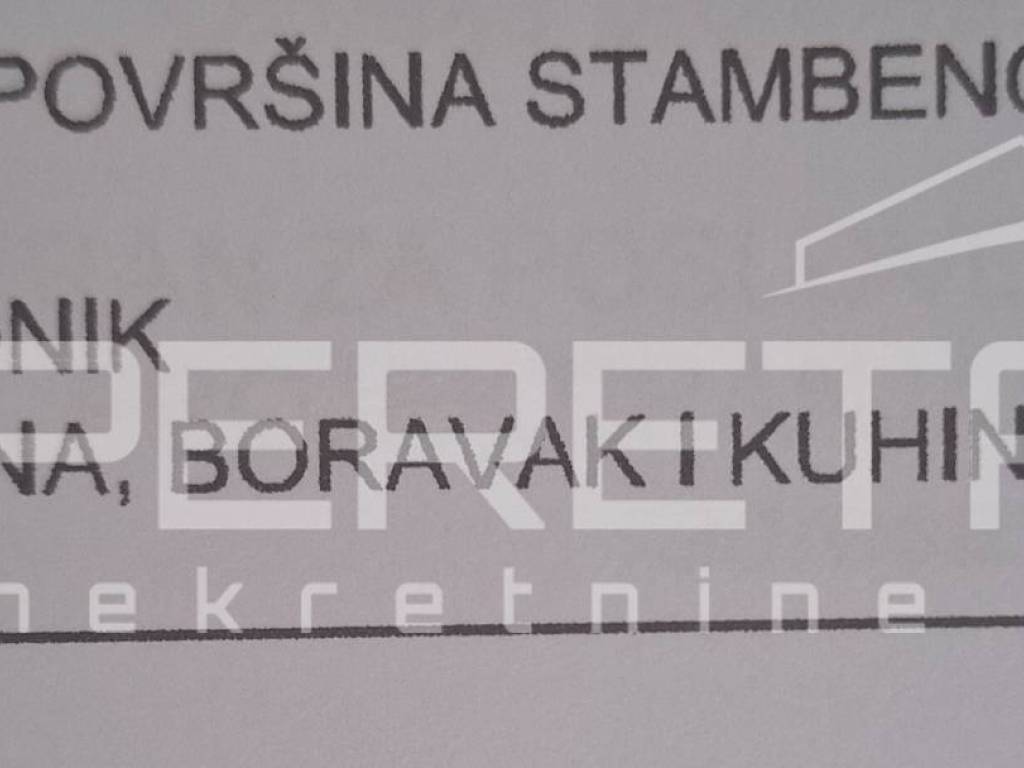 POVRŠINA STAMBENO
NIK
NA, BORAVAK I KUHIN
PERETA
nekretnine